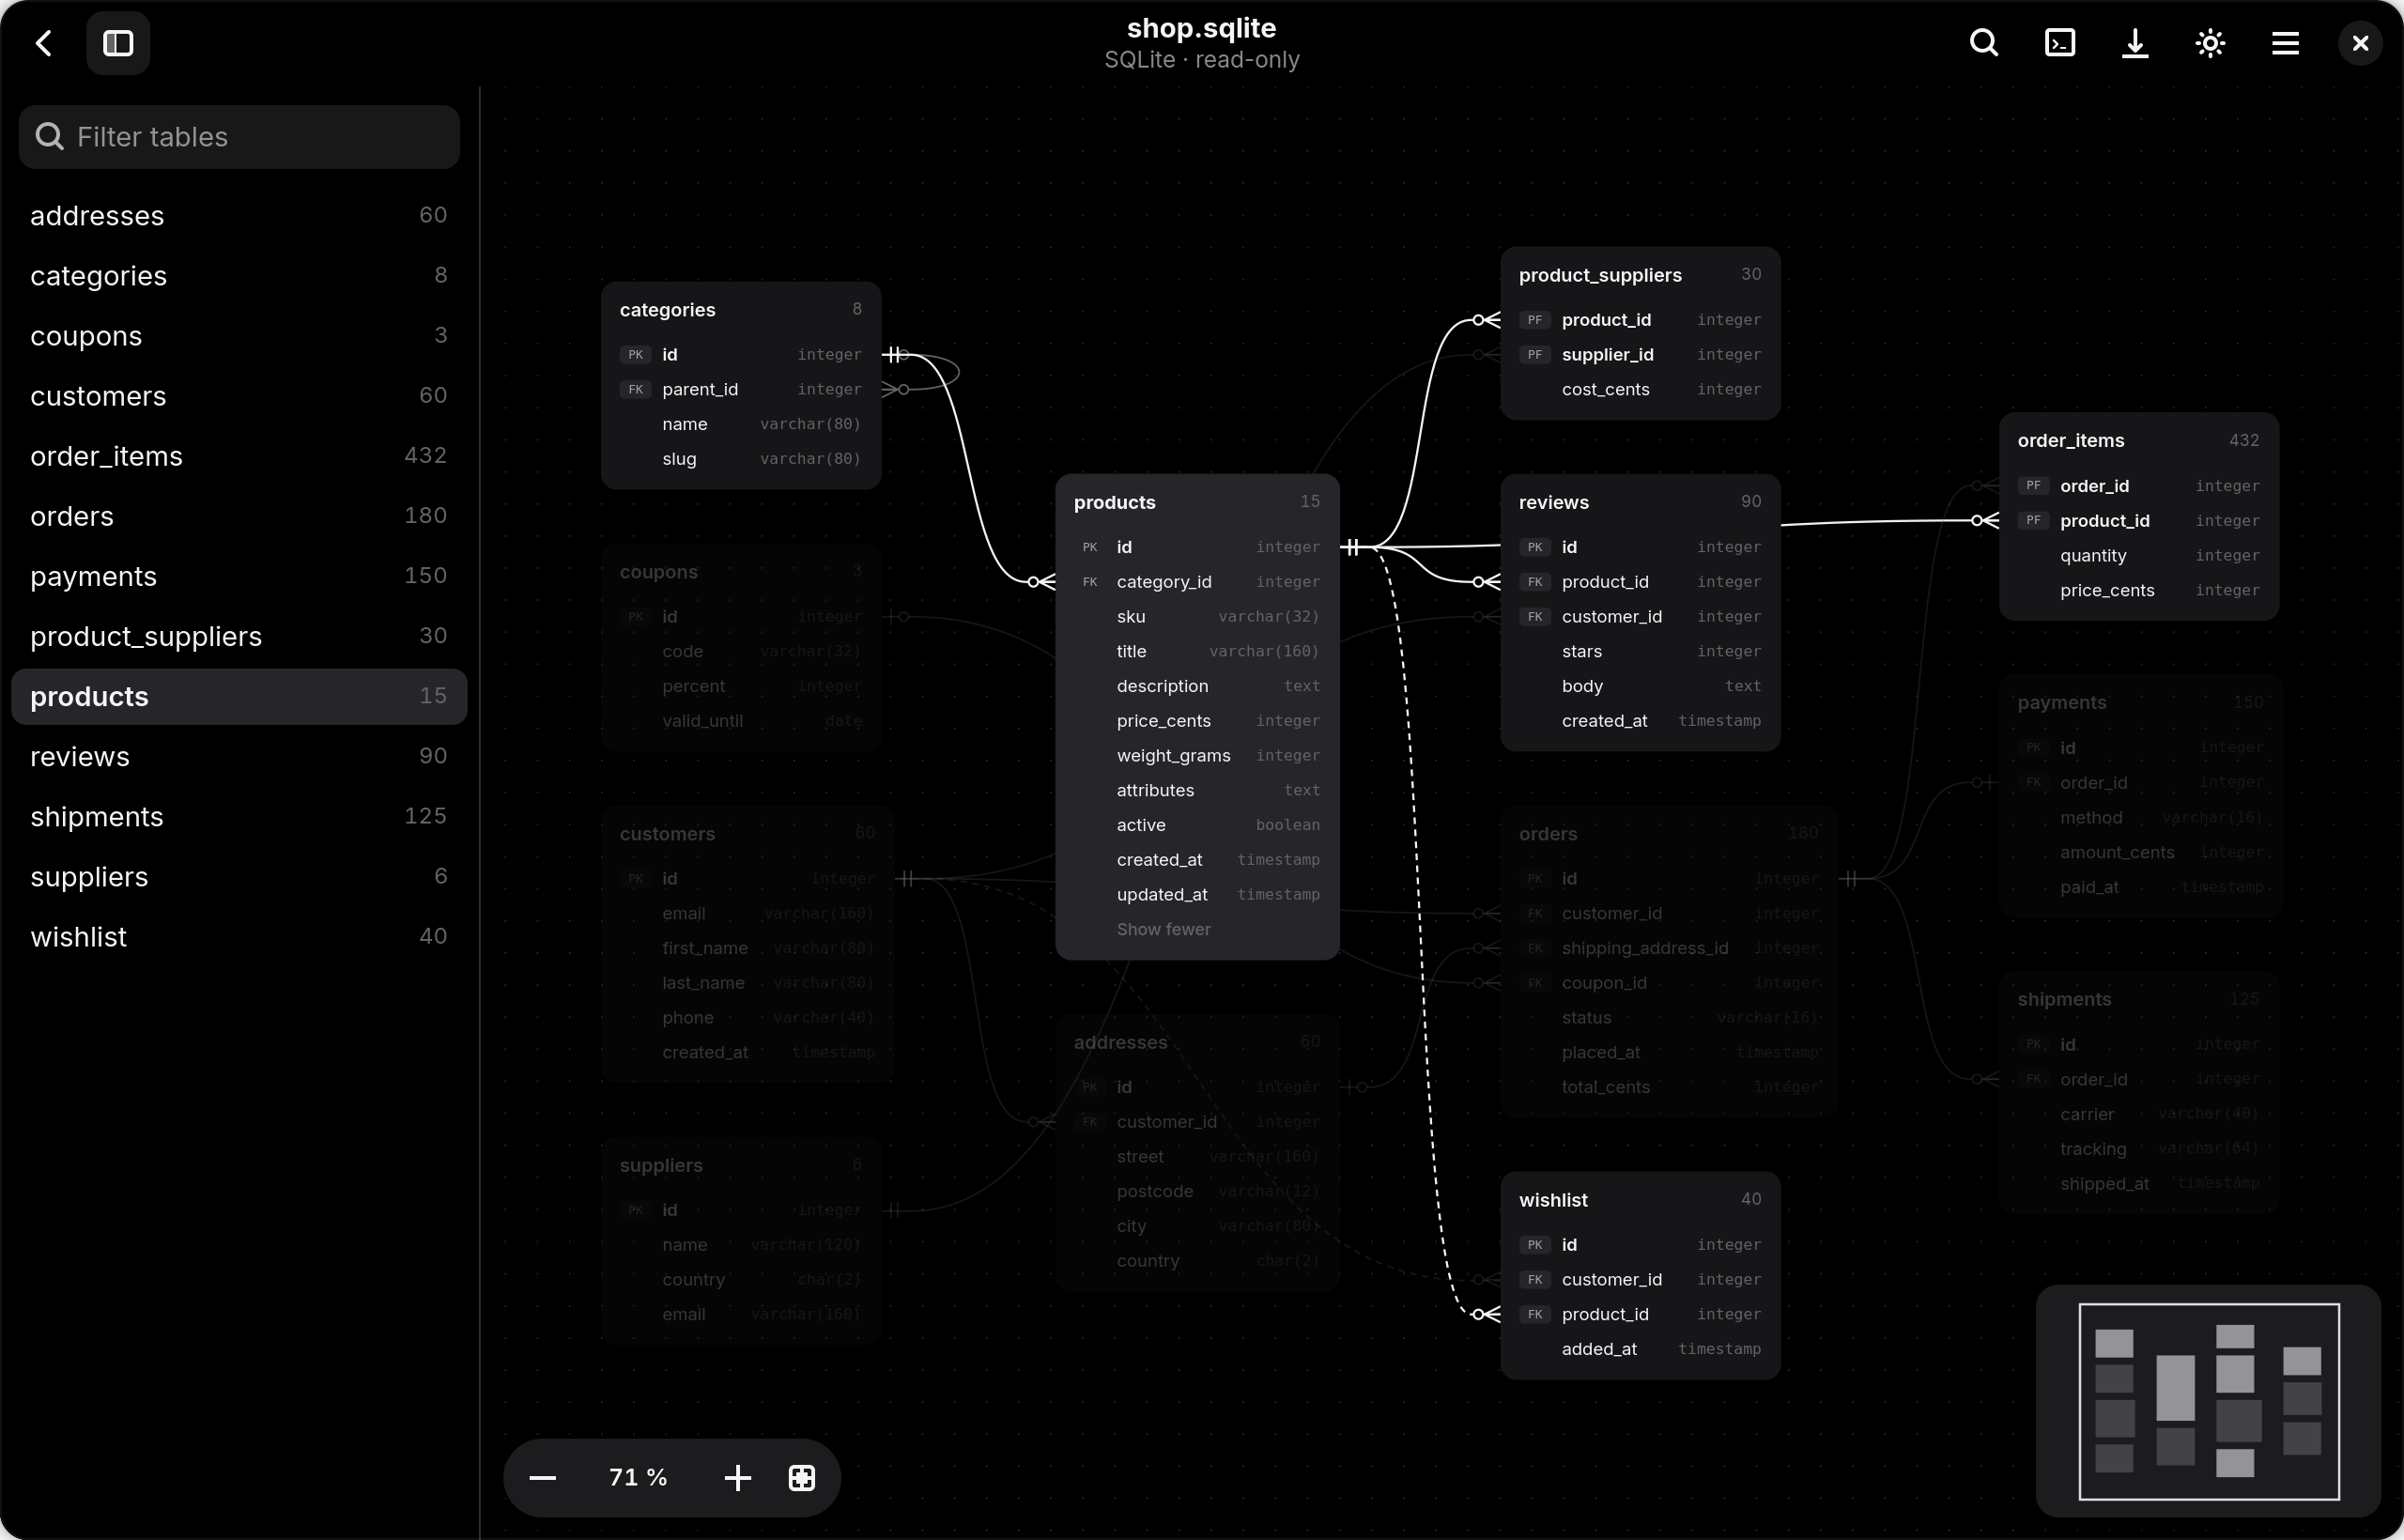 shop.sqlite
SQLite · read-only
Filter tables
addresses 60
categories 8
coupons 3
customers 60
order_items 432
orders 180
payments 150
product_suppliers 30
products 15
reviews 90
shipments 125
suppliers 6
wishlist 40
categories 8
PK id integer
FK parent_id integer
name varchar(80)
slug varchar(80)
coupons 3
PK id integer
code varchar(32)
percent integer
valid_until date
customers 60
PK id integer
email varchar(160)
first_name varchar(80)
last_name varchar(80)
phone varchar(40)
created_at timestamp
suppliers 6
PK id integer
name varchar(120)
country char(2)
email varchar(160)
products 15
PK id integer
FK category_id integer
sku varchar(32)
title varchar(160)
description text
price_cents integer
weight_grams integer
attributes text
active boolean
created_at timestamp
updated_at timestamp
Show fewer
addresses 60
PK id integer
FK customer_id integer
street varchar(160)
postcode varchar(12)
city varchar(80)
country char(2)
product_suppliers 30
PF product_id integer
PF supplier_id integer
cost_cents integer
reviews 90
PK id integer
FK product_id integer
FK customer_id integer
stars integer
body text
created_at timestamp
orders 180
PK id integer
FK customer_id integer
FK shipping_address_id integer
FK coupon_id integer
status varchar(16)
placed_at timestamp
total_cents integer
wishlist 40
PK id integer
FK customer_id integer
FK product_id integer
added_at timestamp
order_items 432
PF order_id integer
PF product_id integer
quantity integer
price_cents integer
payments 150
PK id integer
FK order_id integer
method varchar(16)
amount_cents integer
paid_at timestamp
shipments 125
PK id integer
FK order_id integer
carrier varchar(40)
tracking varchar(64)
shipped_at timestamp
71 %